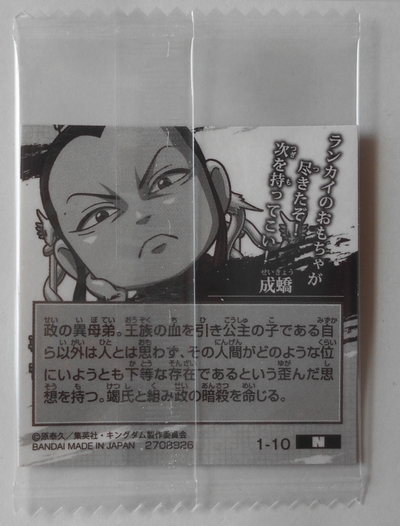 ランカイのおもちゃが
尽きたぞ！
次を持ってこい！
成蟜
政の異母弟。王族の血を引き公主の子である自
ら以外は人とは思わず、その人間がどのような位
にいようとも下等な存在であるという歪んだ思
想を持つ。竭氏と組み政の暗殺を命じる。
©原泰久／集英社・キングダム製作委員会
BANDAI MADE IN JAPAN 2708926
1-10 N